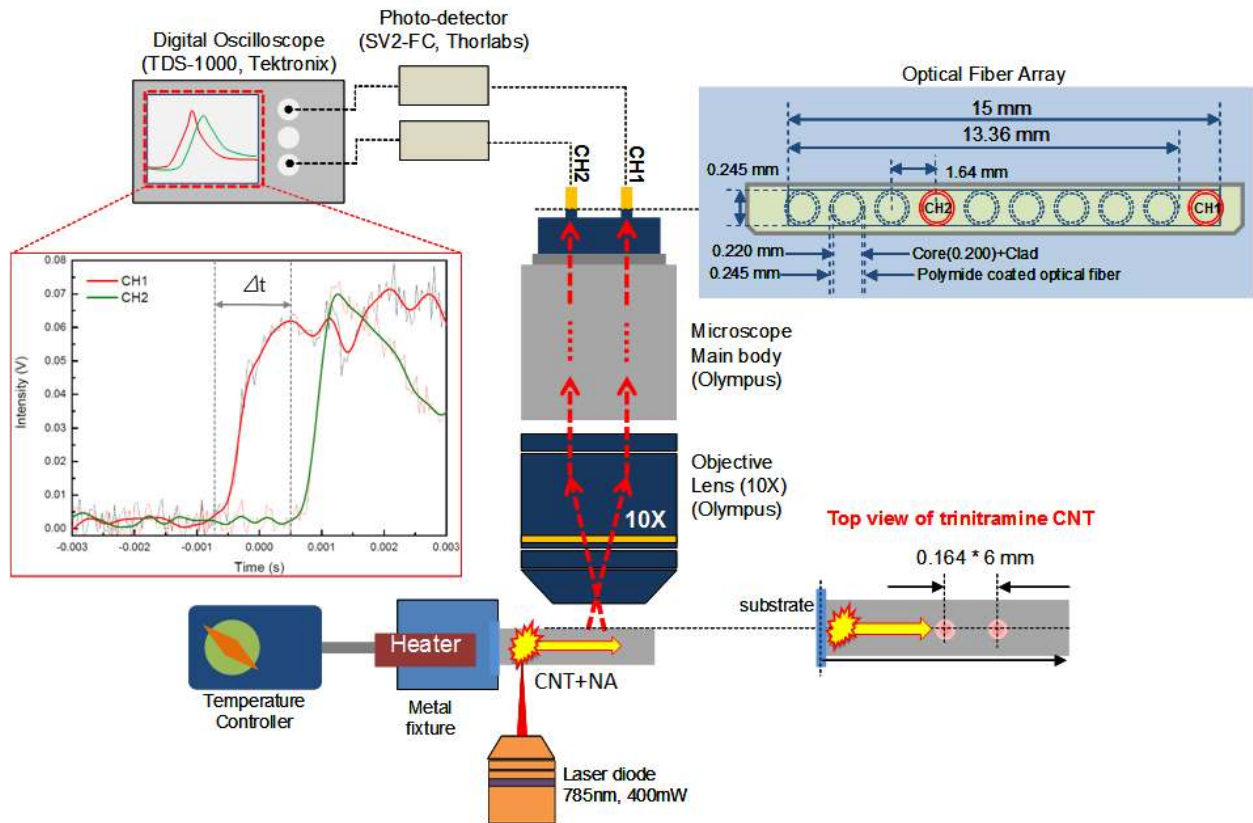 Digital Oscilloscope
(TDS-1000, Tektronix)
Photo-detector
(SV2-FC, Thorlabs)
CH2
CH1
Optical Fiber Array
15 mm
13.36 mm
0.245 mm
1.64 mm
CH2
CH1
0.220 mm
Core(0.200)+Clad
0.245 mm
Polymide coated optical fiber
CH1
CH2
Δt
Intensity (V)
0.08
0.07
0.06
0.05
0.04
0.03
0.02
0.01
0.00
-0.003
-0.002
-0.001
0.000
0.001
0.002
0.003
Time (s)
Microscope
Main body
(Olympus)
Objective
Lens (10X)
(Olympus)
10X
Top view of trinitramine CNT
0.164 * 6 mm
substrate
Heater
CNT+NA
Temperature
Controller
Metal
fixture
Laser diode
785nm, 400mW